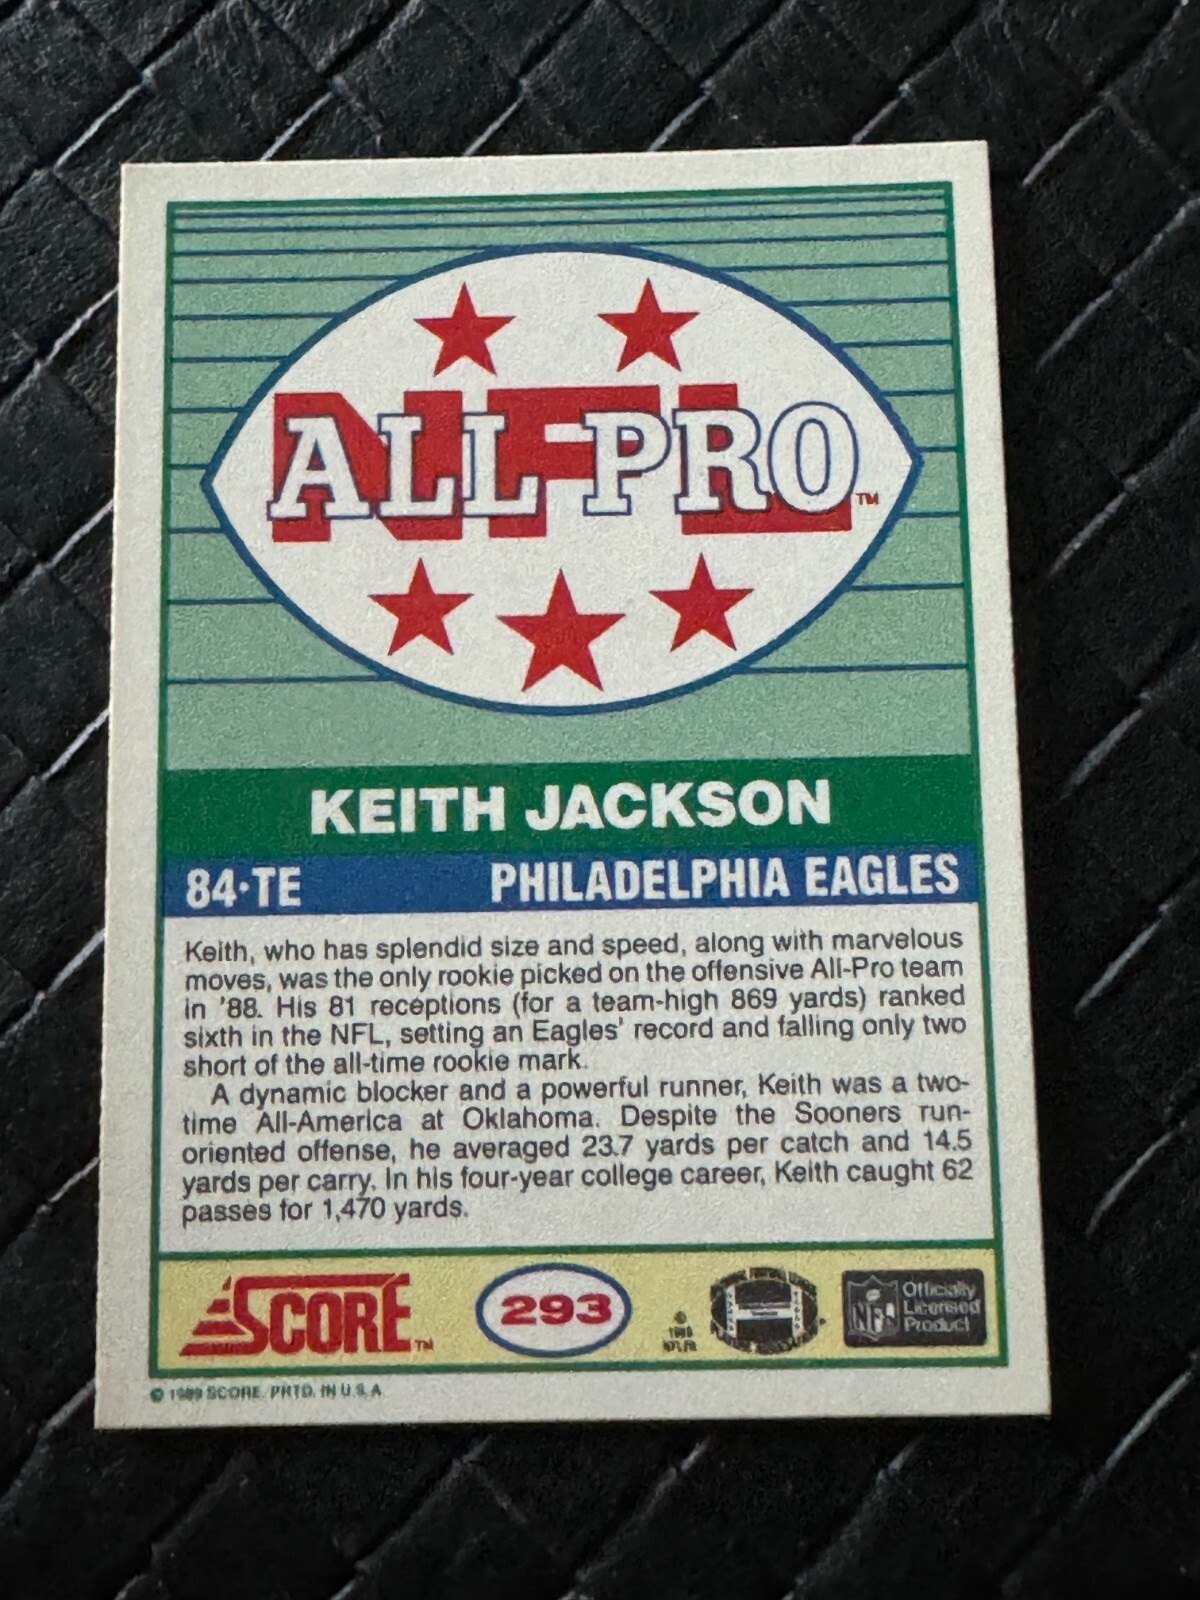 NFL
ALL-PRO™
KEITH JACKSON
84·TE PHILADELPHIA EAGLES
Keith, who has splendid size and speed, along with marvelous
moves, was the only rookie picked on the offensive All-Pro team
in '88. His 81 receptions (for a team-high 869 yards) ranked
sixth in the NFL, setting an Eagles' record and falling only two
short of the all-time rookie mark.
A dynamic blocker and a powerful runner, Keith was a two-
time All-America at Oklahoma. Despite the Sooners run-
oriented offense, he averaged 23.7 yards per catch and 14.5
yards per carry. In his four-year college career, Keith caught 62
passes for 1,470 yards.
SCORE™
293
©
1989
NFL
Officially
Licensed
Product
© 1989 SCORE. PRTD. IN U.S.A.